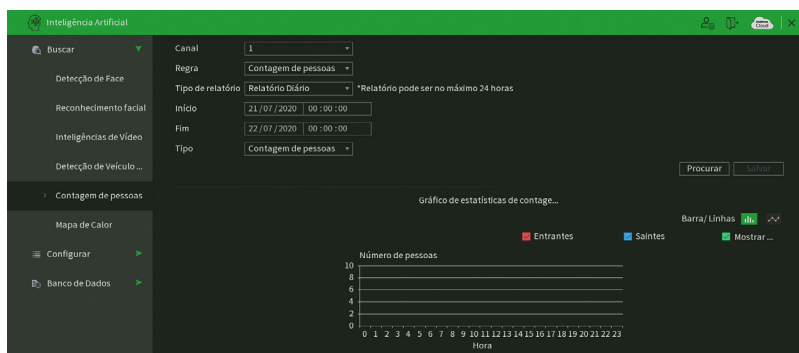 Inteligência Artificial
Cloud
Buscar
Detecção de Face
Reconhecimento facial
Inteligências de Vídeo
Detecção de Veículo ...
Contagem de pessoas
Mapa de Calor
Configurar
Banco de Dados
Canal 1
Regra Contagem de pessoas
Tipo de relatório Relatório Diário *Relatório pode ser no máximo 24 horas
Início 21/07/2020 00:00:00
Fim 22/07/2020 00:00:00
Tipo Contagem de pessoas
Procurar Salvar
Gráfico de estatísticas de contage...
Barra/Linhas
Entrantes Saintes Mostrar ...
Número de pessoas
10
8
6
4
2
0
0 1 2 3 4 5 6 7 8 9 10 11 12 13 14 15 16 17 18 19 20 21 22 23
Hora